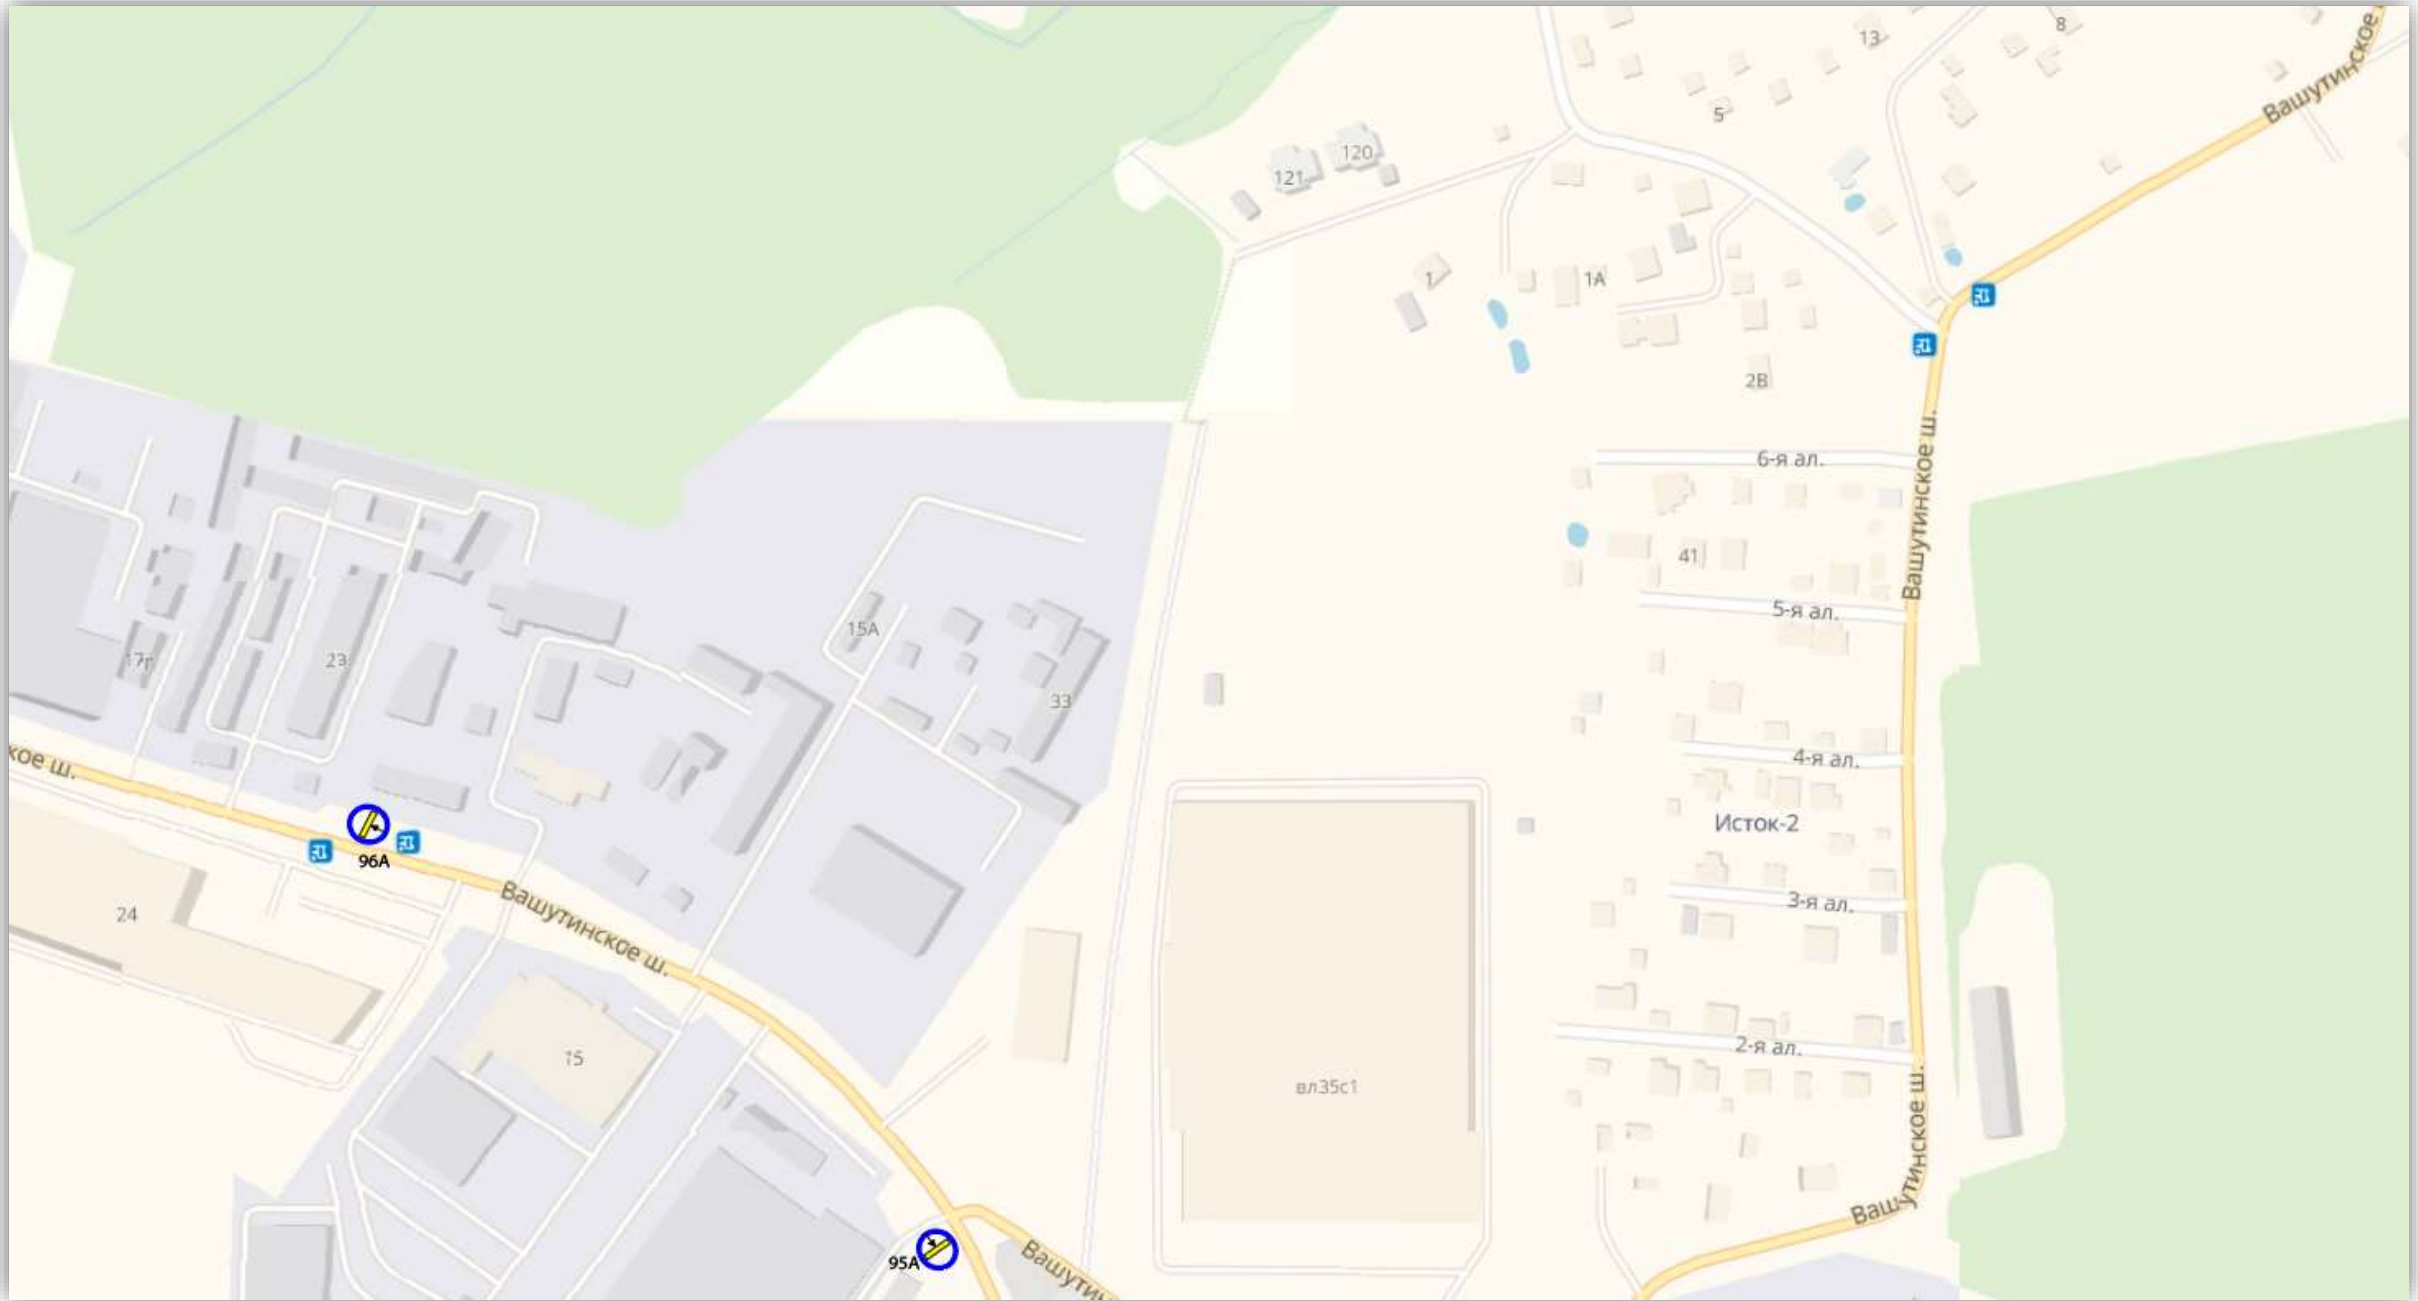 8
13
Вашутинское
5
120
121
1
1А
2В
6-я ал.
Вашутинское ш.
41
5-я ал.
15А
17г
23
33
4-я ал.
кое ш.
Исток-2
96А
24
Вашутинское ш.
3-я ал.
2-я ал.
15
вл35с1
Вашутинское ш.
95А
Вашутин